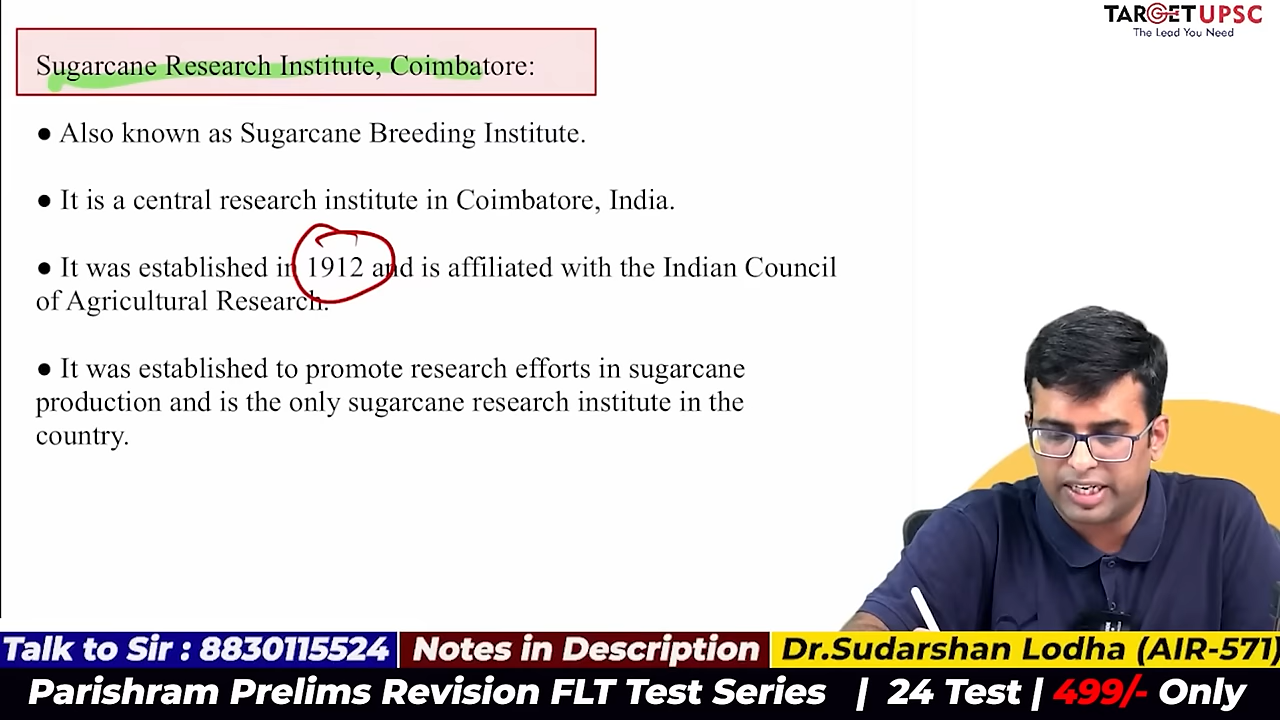 TARGET UPSC
The Lead You Need
Sugarcane Research Institute, Coimbatore:
● Also known as Sugarcane Breeding Institute.
● It is a central research institute in Coimbatore, India.
● It was established in 1912 and is affiliated with the Indian Council
of Agricultural Research.
● It was established to promote research efforts in sugarcane
production and is the only sugarcane research institute in the
country.
Talk to Sir : 8830115524 Notes in Description Dr.Sudarshan Lodha (AIR-571)
Parishram Prelims Revision FLT Test Series | 24 Test | 499/- Only